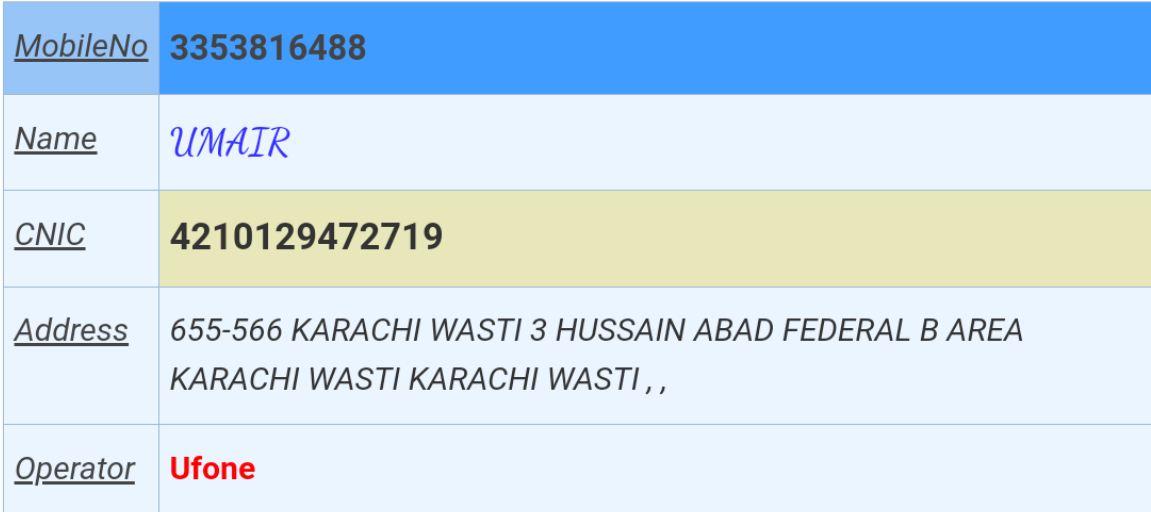 MobileNo 3353816488
Name UMAIR
CNIC 4210129472719
Address 655-566 KARACHI WASTI 3 HUSSAIN ABAD FEDERAL B AREA
KARACHI WASTI KARACHI WASTI , ,
Operator Ufone